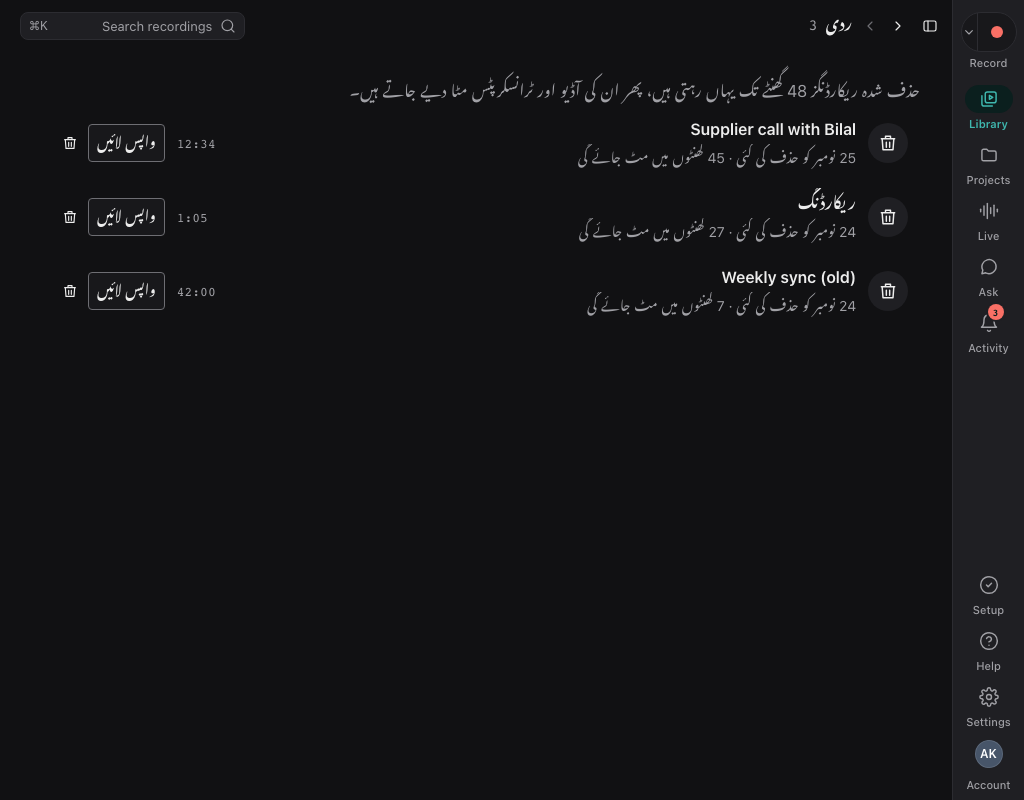 ردی 3
Search recordings ⌘K
حذف شدہ ریکارڈنگز 48 گھنٹے تک یہاں رہتی ہیں، پھر ان کی آڈیو اور ٹرانسکرپٹس مٹا دیے جاتے ہیں۔
Supplier call with Bilal
25 نومبر کو حذف کی گئی · 45 گھنٹوں میں مٹ جائے گی
12:34
واپس لائیں
ریکارڈنگ
24 نومبر کو حذف کی گئی · 27 گھنٹوں میں مٹ جائے گی
1:05
واپس لائیں
Weekly sync (old)
24 نومبر کو حذف کی گئی · 7 گھنٹوں میں مٹ جائے گی
42:00
واپس لائیں
Record
Library
Projects
Live
Ask
3
Activity
Setup
Help
Settings
AK
Account